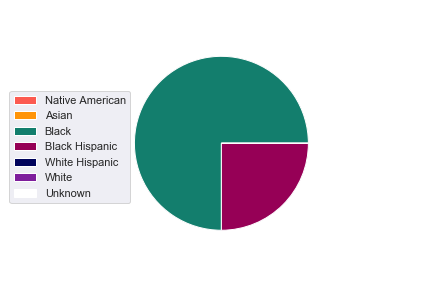 Native American
Asian
Black
Black Hispanic
White Hispanic
White
Unknown